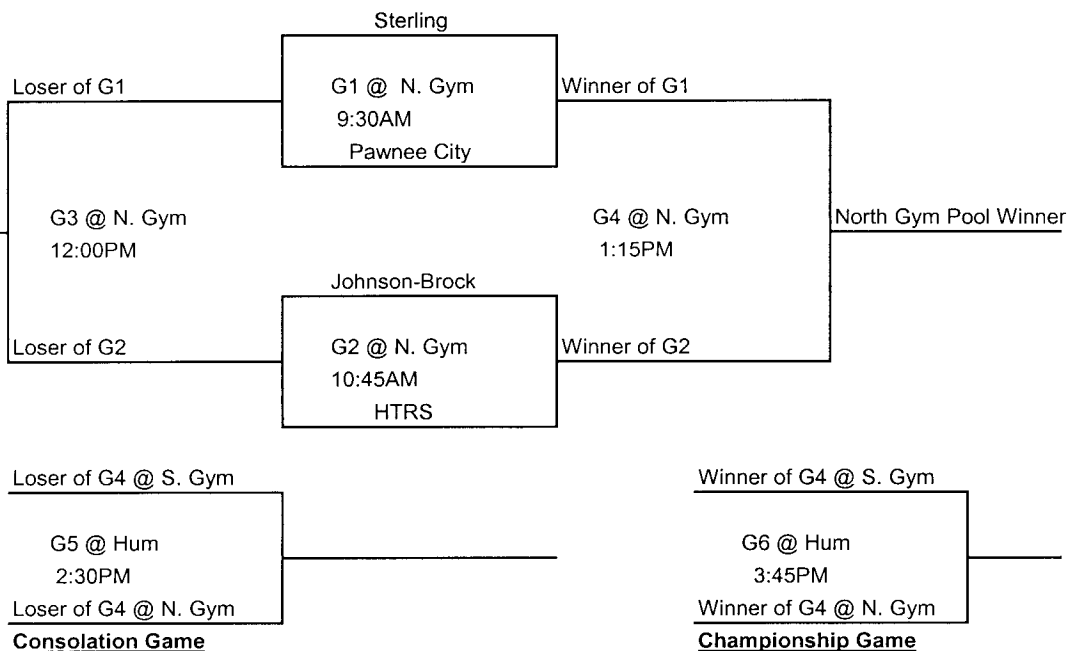 Sterling
Loser of G1
G1 @ N. Gym
Winner of G1
9:30AM
Pawnee City
G3 @ N. Gym
G4 @ N. Gym
North Gym Pool Winner
12:00PM
1:15PM
Johnson-Brock
Loser of G2
G2 @ N. Gym
Winner of G2
10:45AM
HTRS
Loser of G4 @ S. Gym
Winner of G4 @ S. Gym
G5 @ Hum
G6 @ Hum
2:30PM
3:45PM
Loser of G4 @ N. Gym
Winner of G4 @ N. Gym
Consolation Game
Championship Game